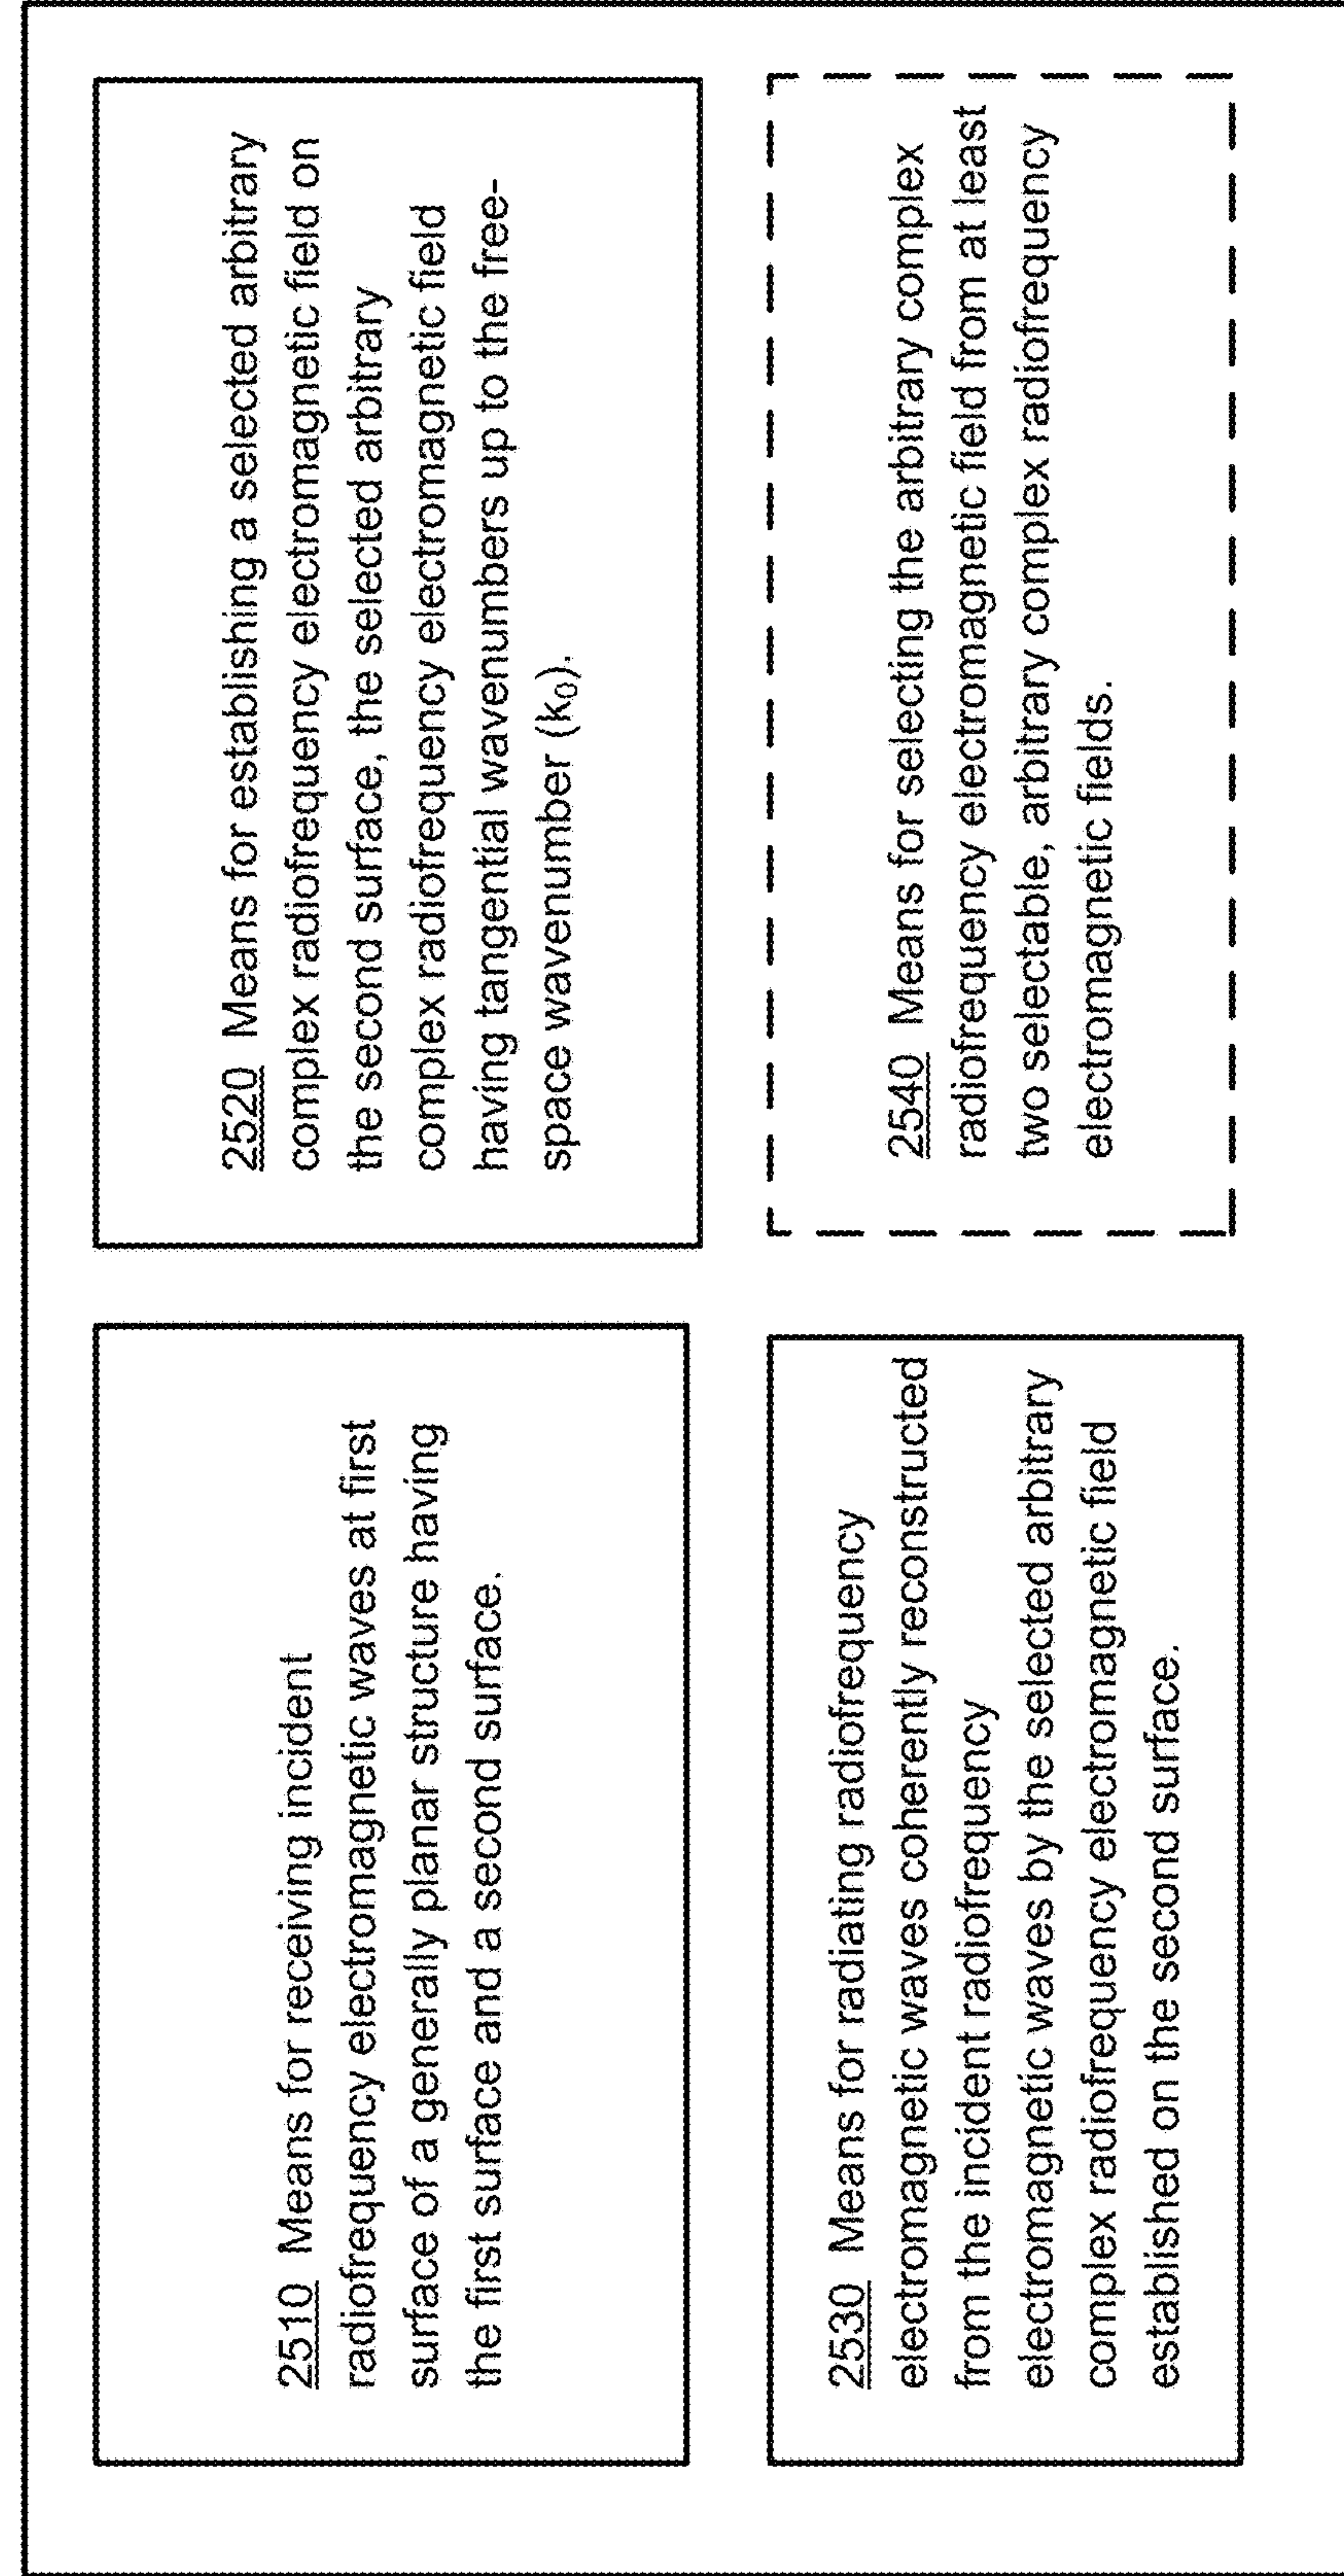 2510 Means for receiving incident
radiofrequency electromagnetic waves at first
surface of a generally planar structure having
the first surface and a second surface.
2520 Means for establishing a selected arbitrary
complex radiofrequency electromagnetic field on
the second surface, the selected arbitrary
complex radiofrequency electromagnetic field
having tangential wavenumbers up to the free-
space wavenumber (k₀).
2530 Means for radiating radiofrequency
electromagnetic waves coherently reconstructed
from the incident radiofrequency
electromagnetic waves by the selected arbitrary
complex radiofrequency electromagnetic field
established on the second surface.
2540 Means for selecting the arbitrary complex
radiofrequency electromagnetic field from at least
two selectable, arbitrary complex radiofrequency
electromagnetic fields.